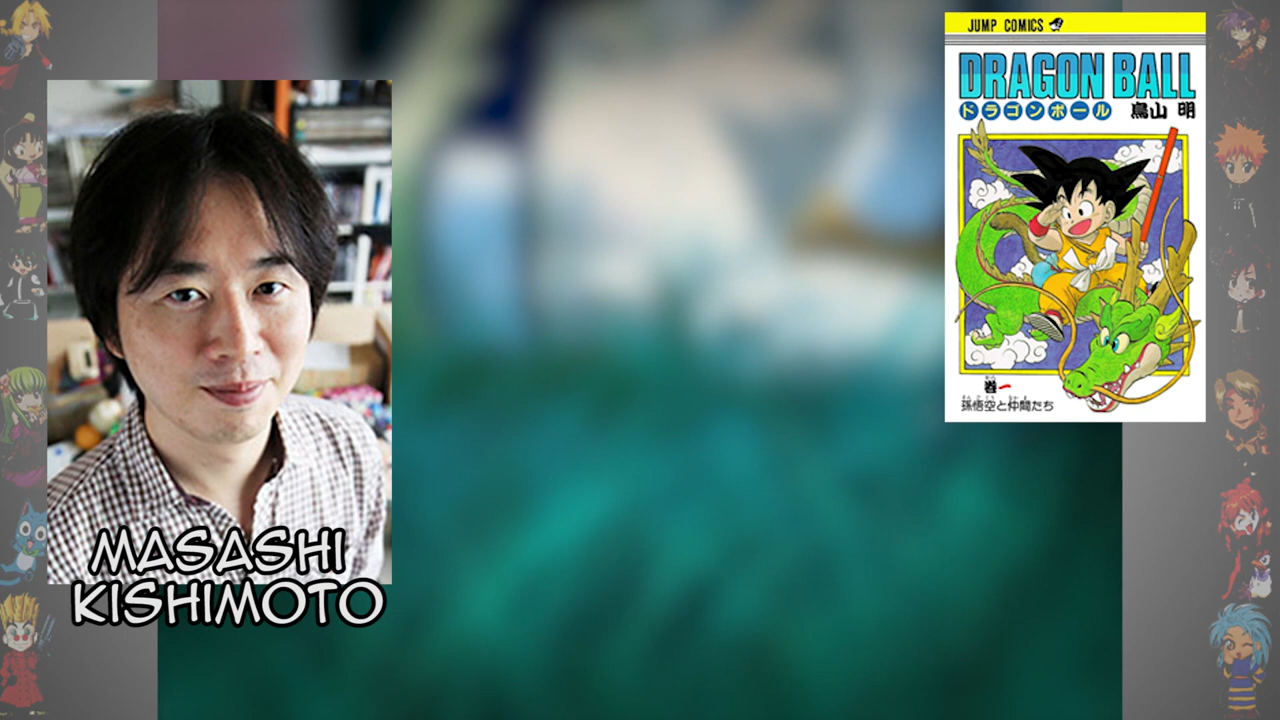 MASASHI
KISHIMOTO
JUMP COMICS
DRAGON BALL
ドラゴンボール 鳥山 明
巻一
孫悟空と仲間たち